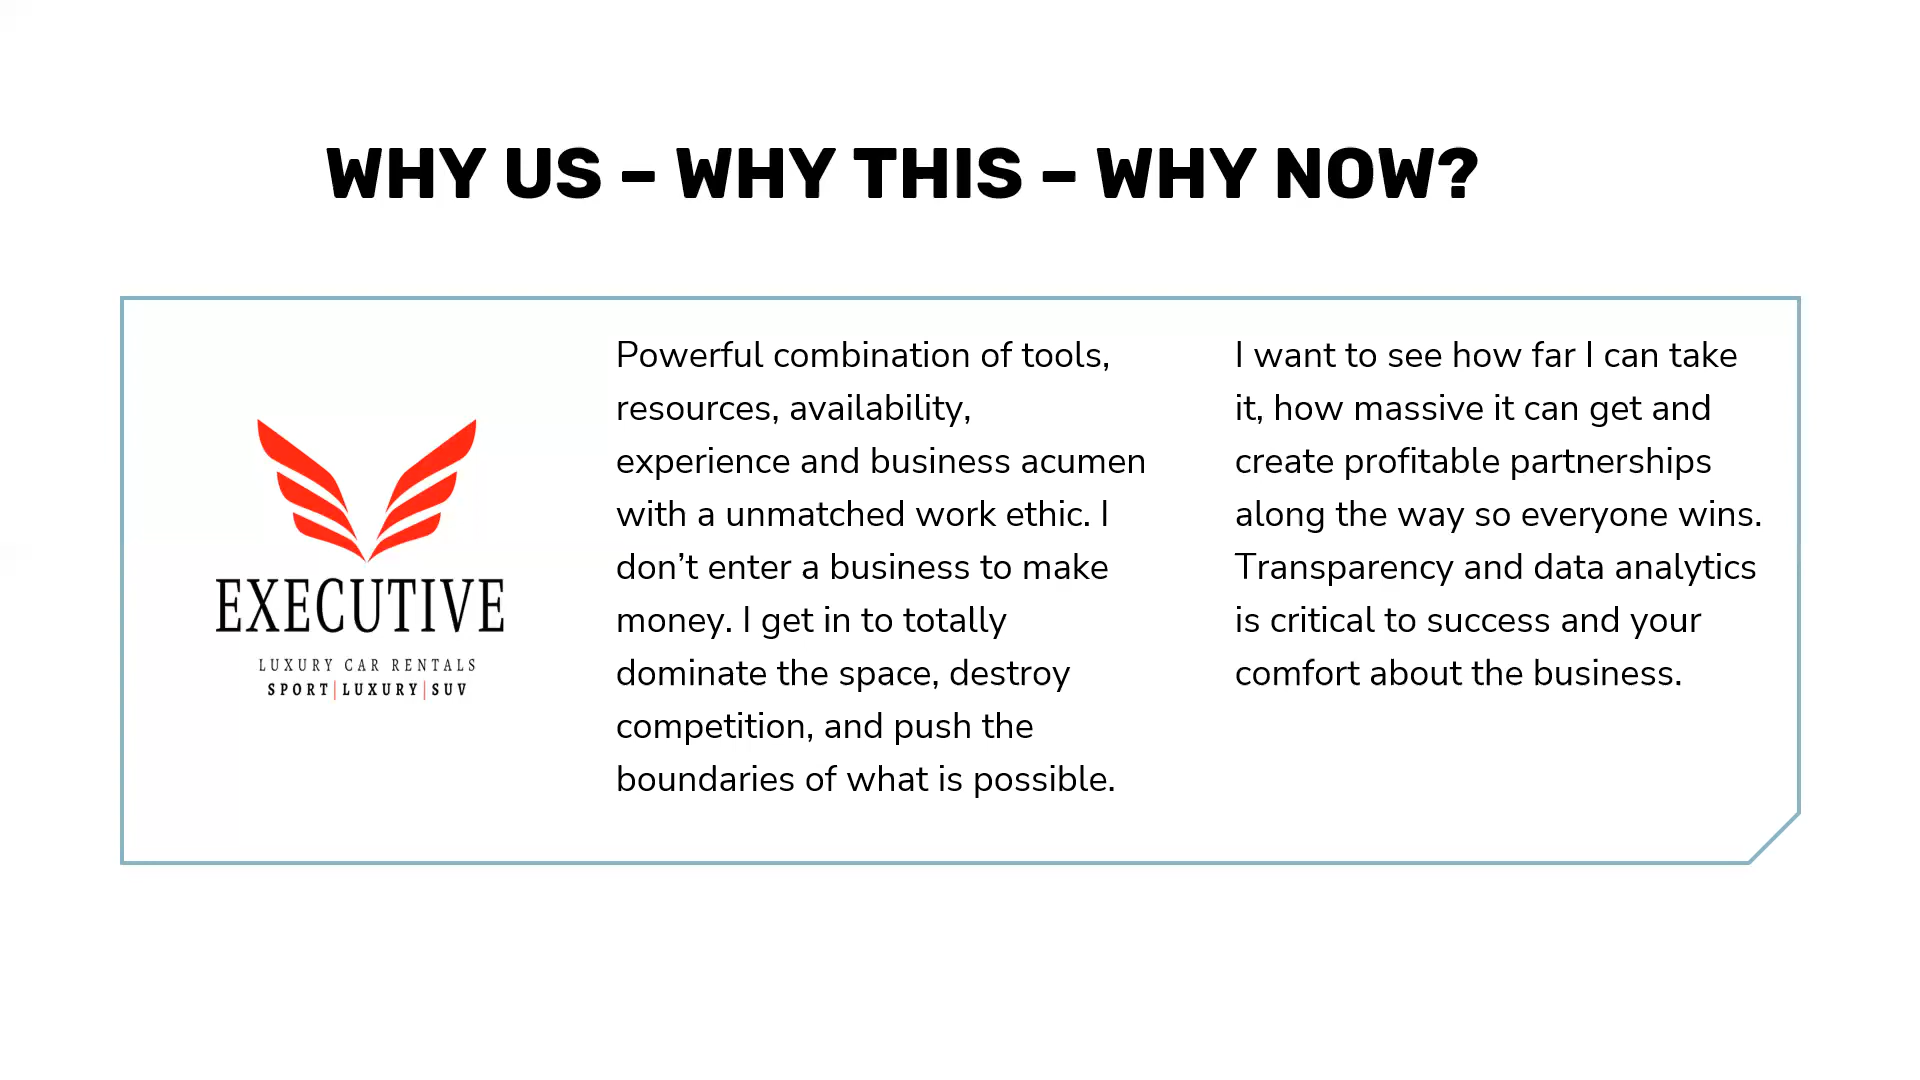 WHY US – WHY THIS – WHY NOW?
EXECUTIVE
LUXURY CAR RENTALS
SPORT|LUXURY|SUV
Powerful combination of tools,
resources, availability,
experience and business acumen
with a unmatched work ethic. I
don’t enter a business to make
money. I get in to totally
dominate the space, destroy
competition, and push the
boundaries of what is possible.
I want to see how far I can take
it, how massive it can get and
create profitable partnerships
along the way so everyone wins.
Transparency and data analytics
is critical to success and your
comfort about the business.